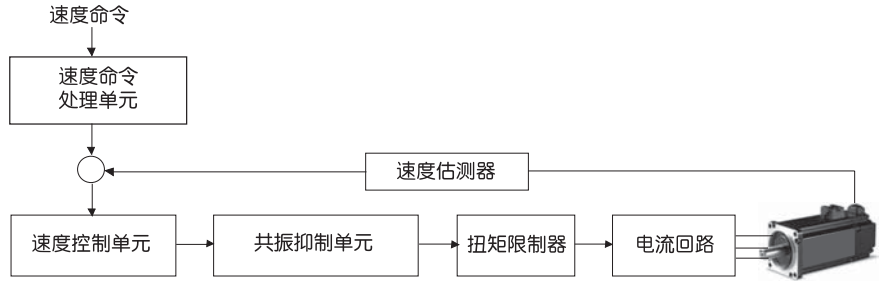 速度命令
速度命令
处理单元
速度估测器
速度控制单元
共振抑制单元
扭矩限制器
电流回路